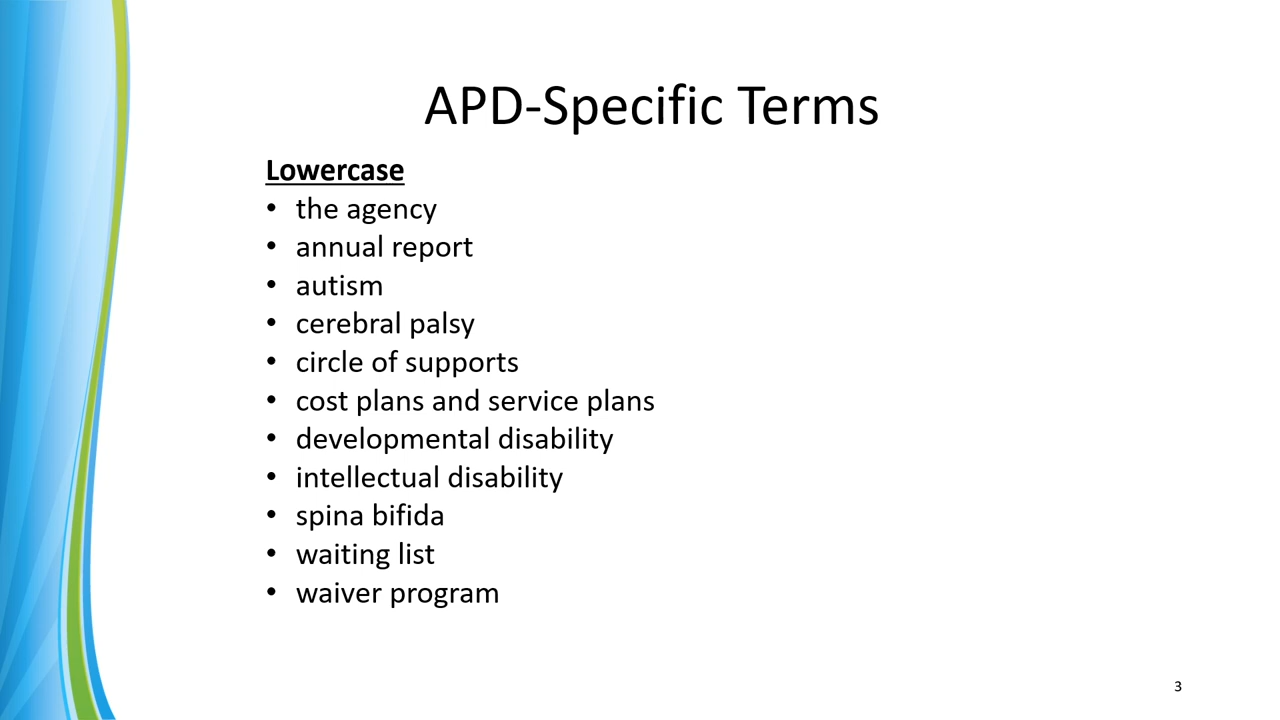 APD-Specific Terms
Lowercase
• the agency
• annual report
• autism
• cerebral palsy
• circle of supports
• cost plans and service plans
• developmental disability
• intellectual disability
• spina bifida
• waiting list
• waiver program
3